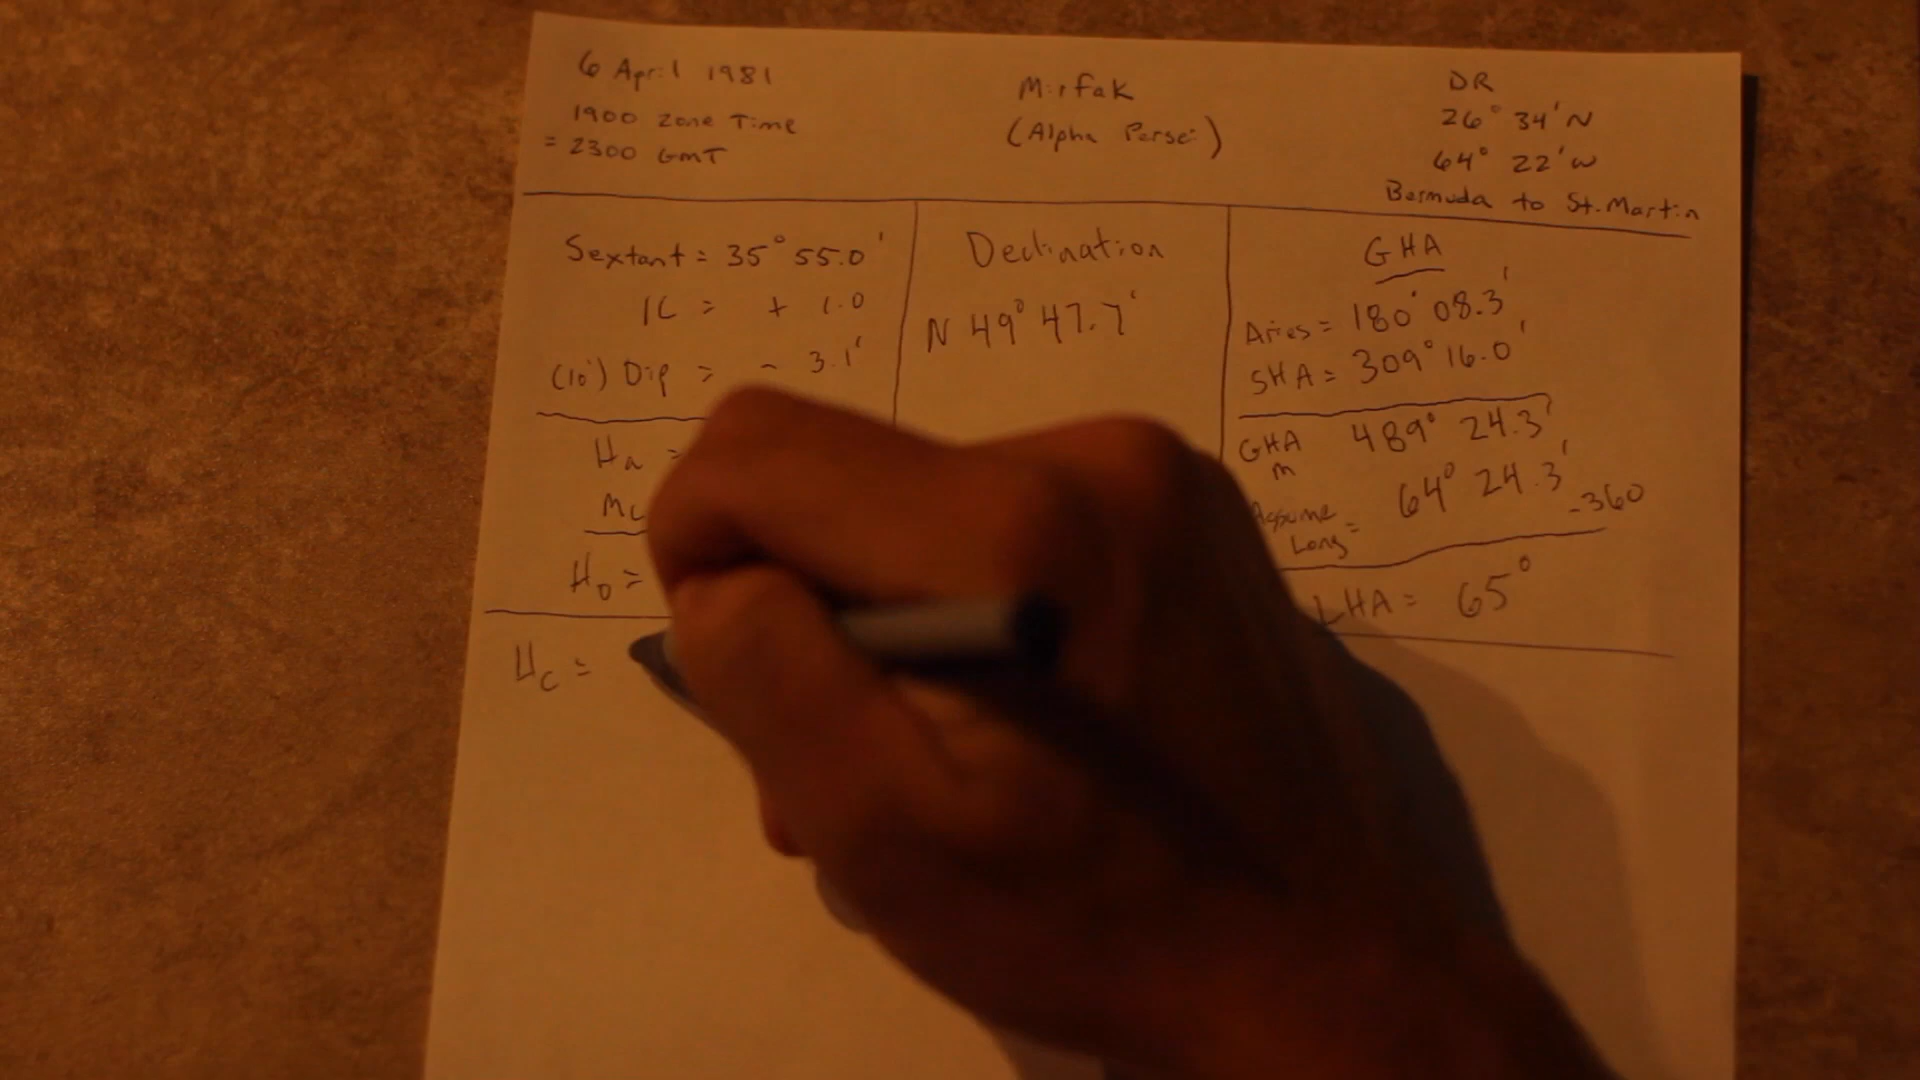 6 April 1981
1900 Zone Time
= 2300 GMT
Mirfak
(Alpha Persei)
DR
26° 34' N
64° 22' W
Bermuda to St. Martin
Sextant = 35° 55.0'
IC = + 1.0
(10') Dip = - 3.1'
Ha =
Mc
Ho =
Hc =
Declination
N 49° 47.7'
GHA
Aries = 180° 08.3'
SHA = 309° 16.0'
GHA 489° 24.3'
m
Assume 64° 24.3' -360
Long =
LHA = 65°